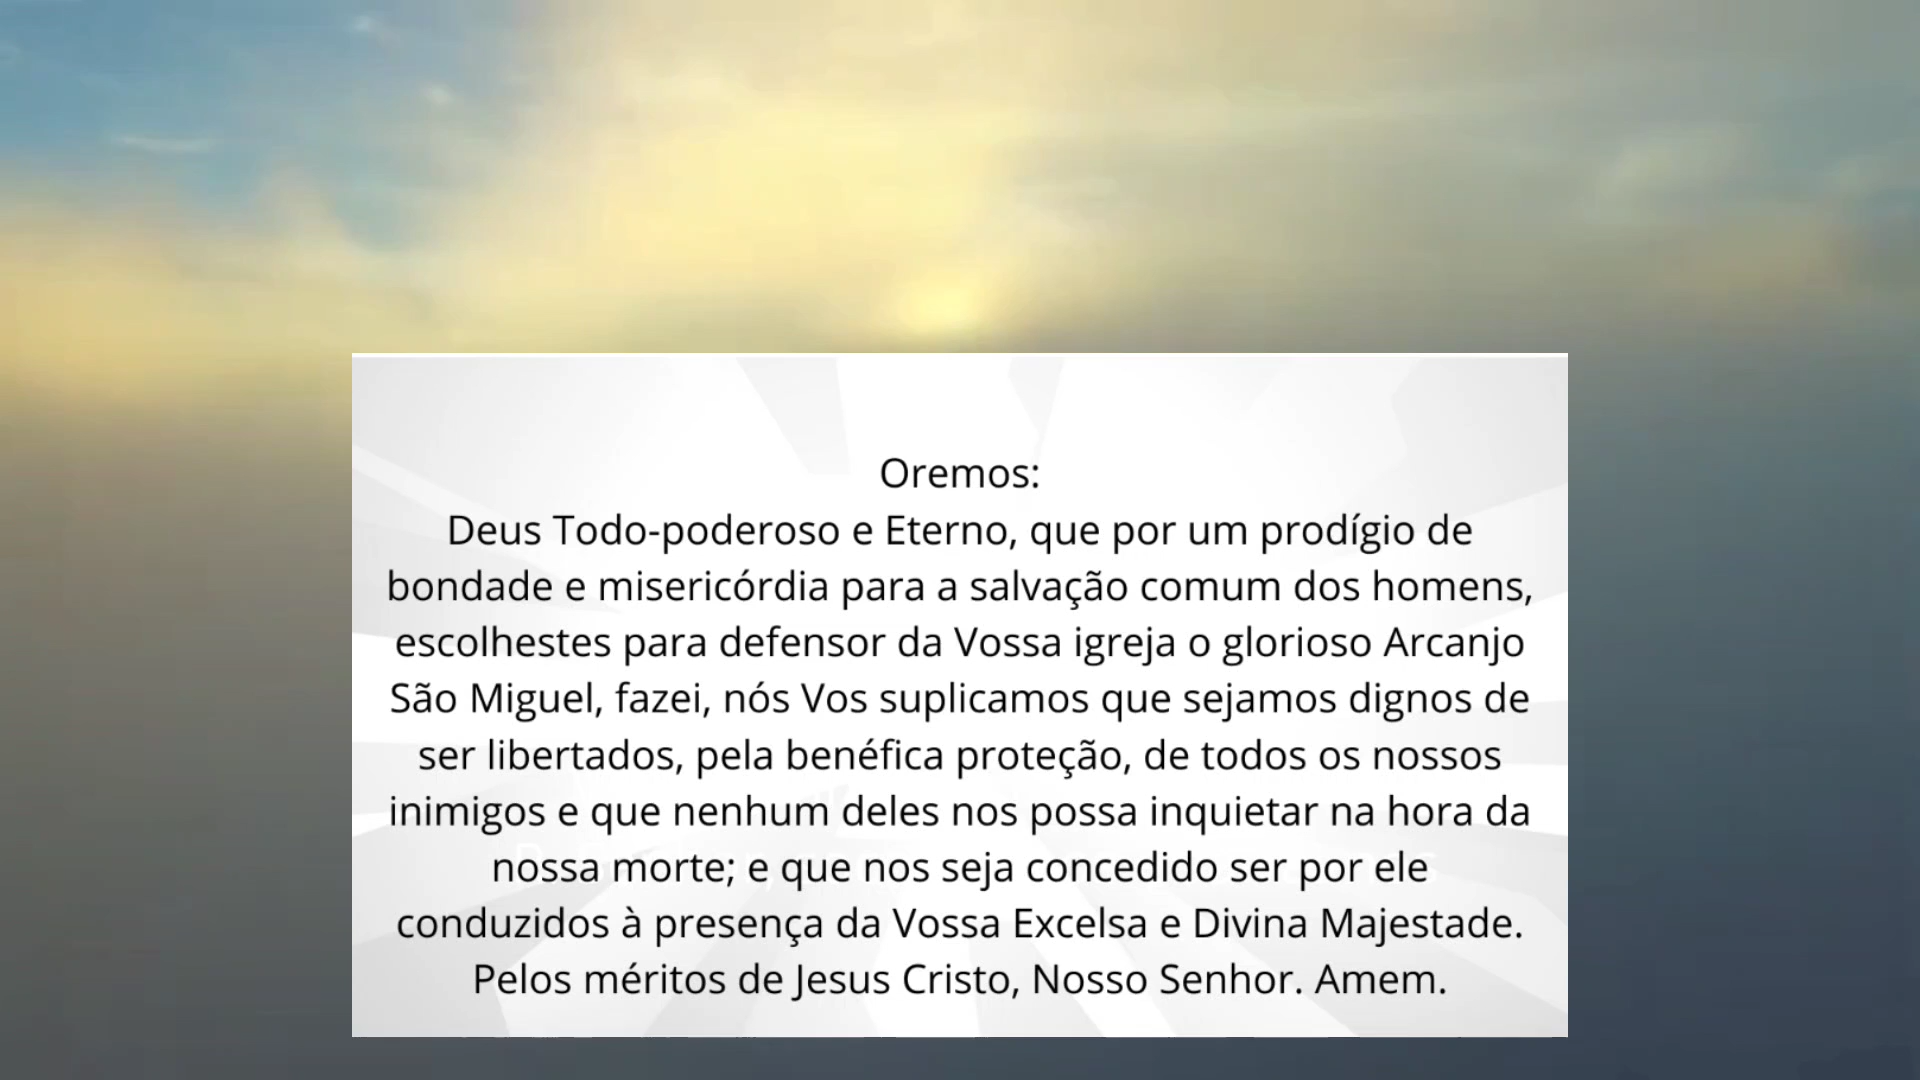 Oremos:
Deus Todo-poderoso e Eterno, que por um prodígio de
bondade e misericórdia para a salvação comum dos homens,
escolhestes para defensor da Vossa igreja o glorioso Arcanjo
São Miguel, fazei, nós Vos suplicamos que sejamos dignos de
ser libertados, pela benéfica proteção, de todos os nossos
inimigos e que nenhum deles nos possa inquietar na hora da
nossa morte; e que nos seja concedido ser por ele
conduzidos à presença da Vossa Excelsa e Divina Majestade.
Pelos méritos de Jesus Cristo, Nosso Senhor. Amem.